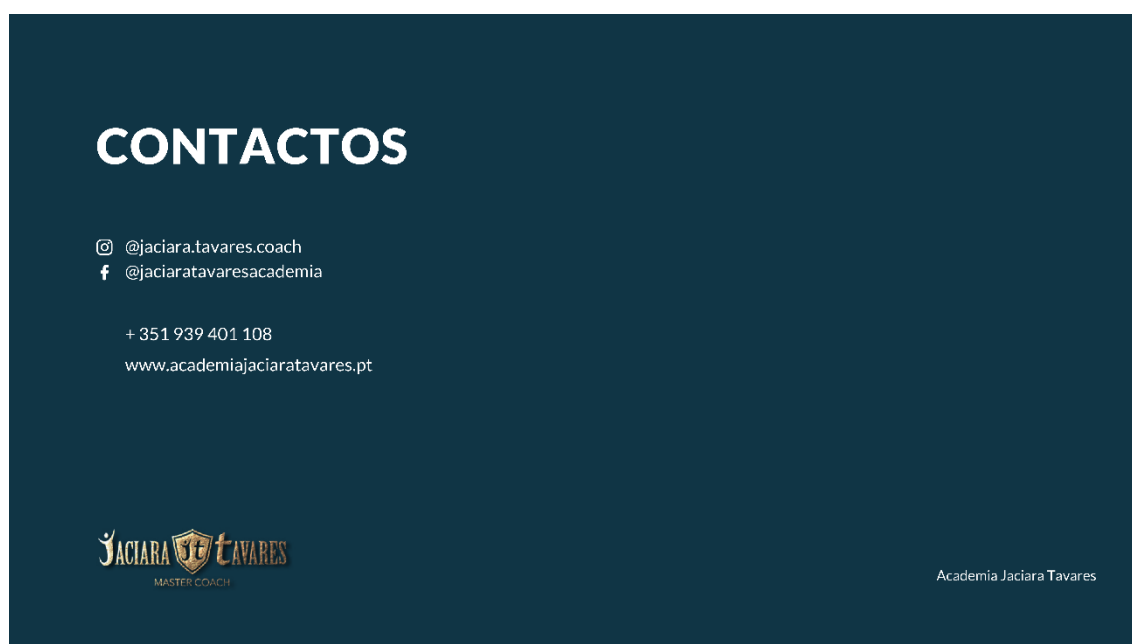 CONTACTOS
@jaciara.tavares.coach
@jaciaratavaresacademia
+ 351 939 401 108
www.academiajaciaratavares.pt
JACIARA jt TAVARES
MASTER COACH
Academia Jaciara Tavares